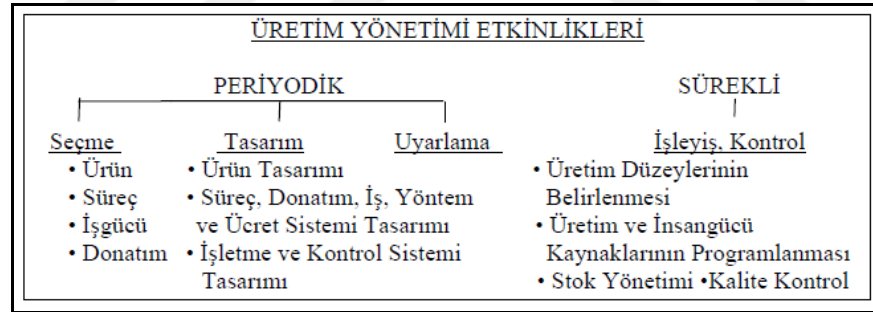 ÜRETİM YÖNETİMİ ETKİNLİKLERİ
PERİYODİK SÜREKLİ
Seçme Tasarım Uyarlama İşleyiş, Kontrol
• Ürün • Ürün Tasarımı • Üretim Düzeylerinin
• Süreç • Süreç, Donatım, İş, Yöntem Belirlenmesi
• İşgücü ve Ücret Sistemi Tasarımı • Üretim ve İnsangücü
• Donatım • İşletme ve Kontrol Sistemi Kaynaklarının Programlanması
Tasarımı • Stok Yönetimi •Kalite Kontrol